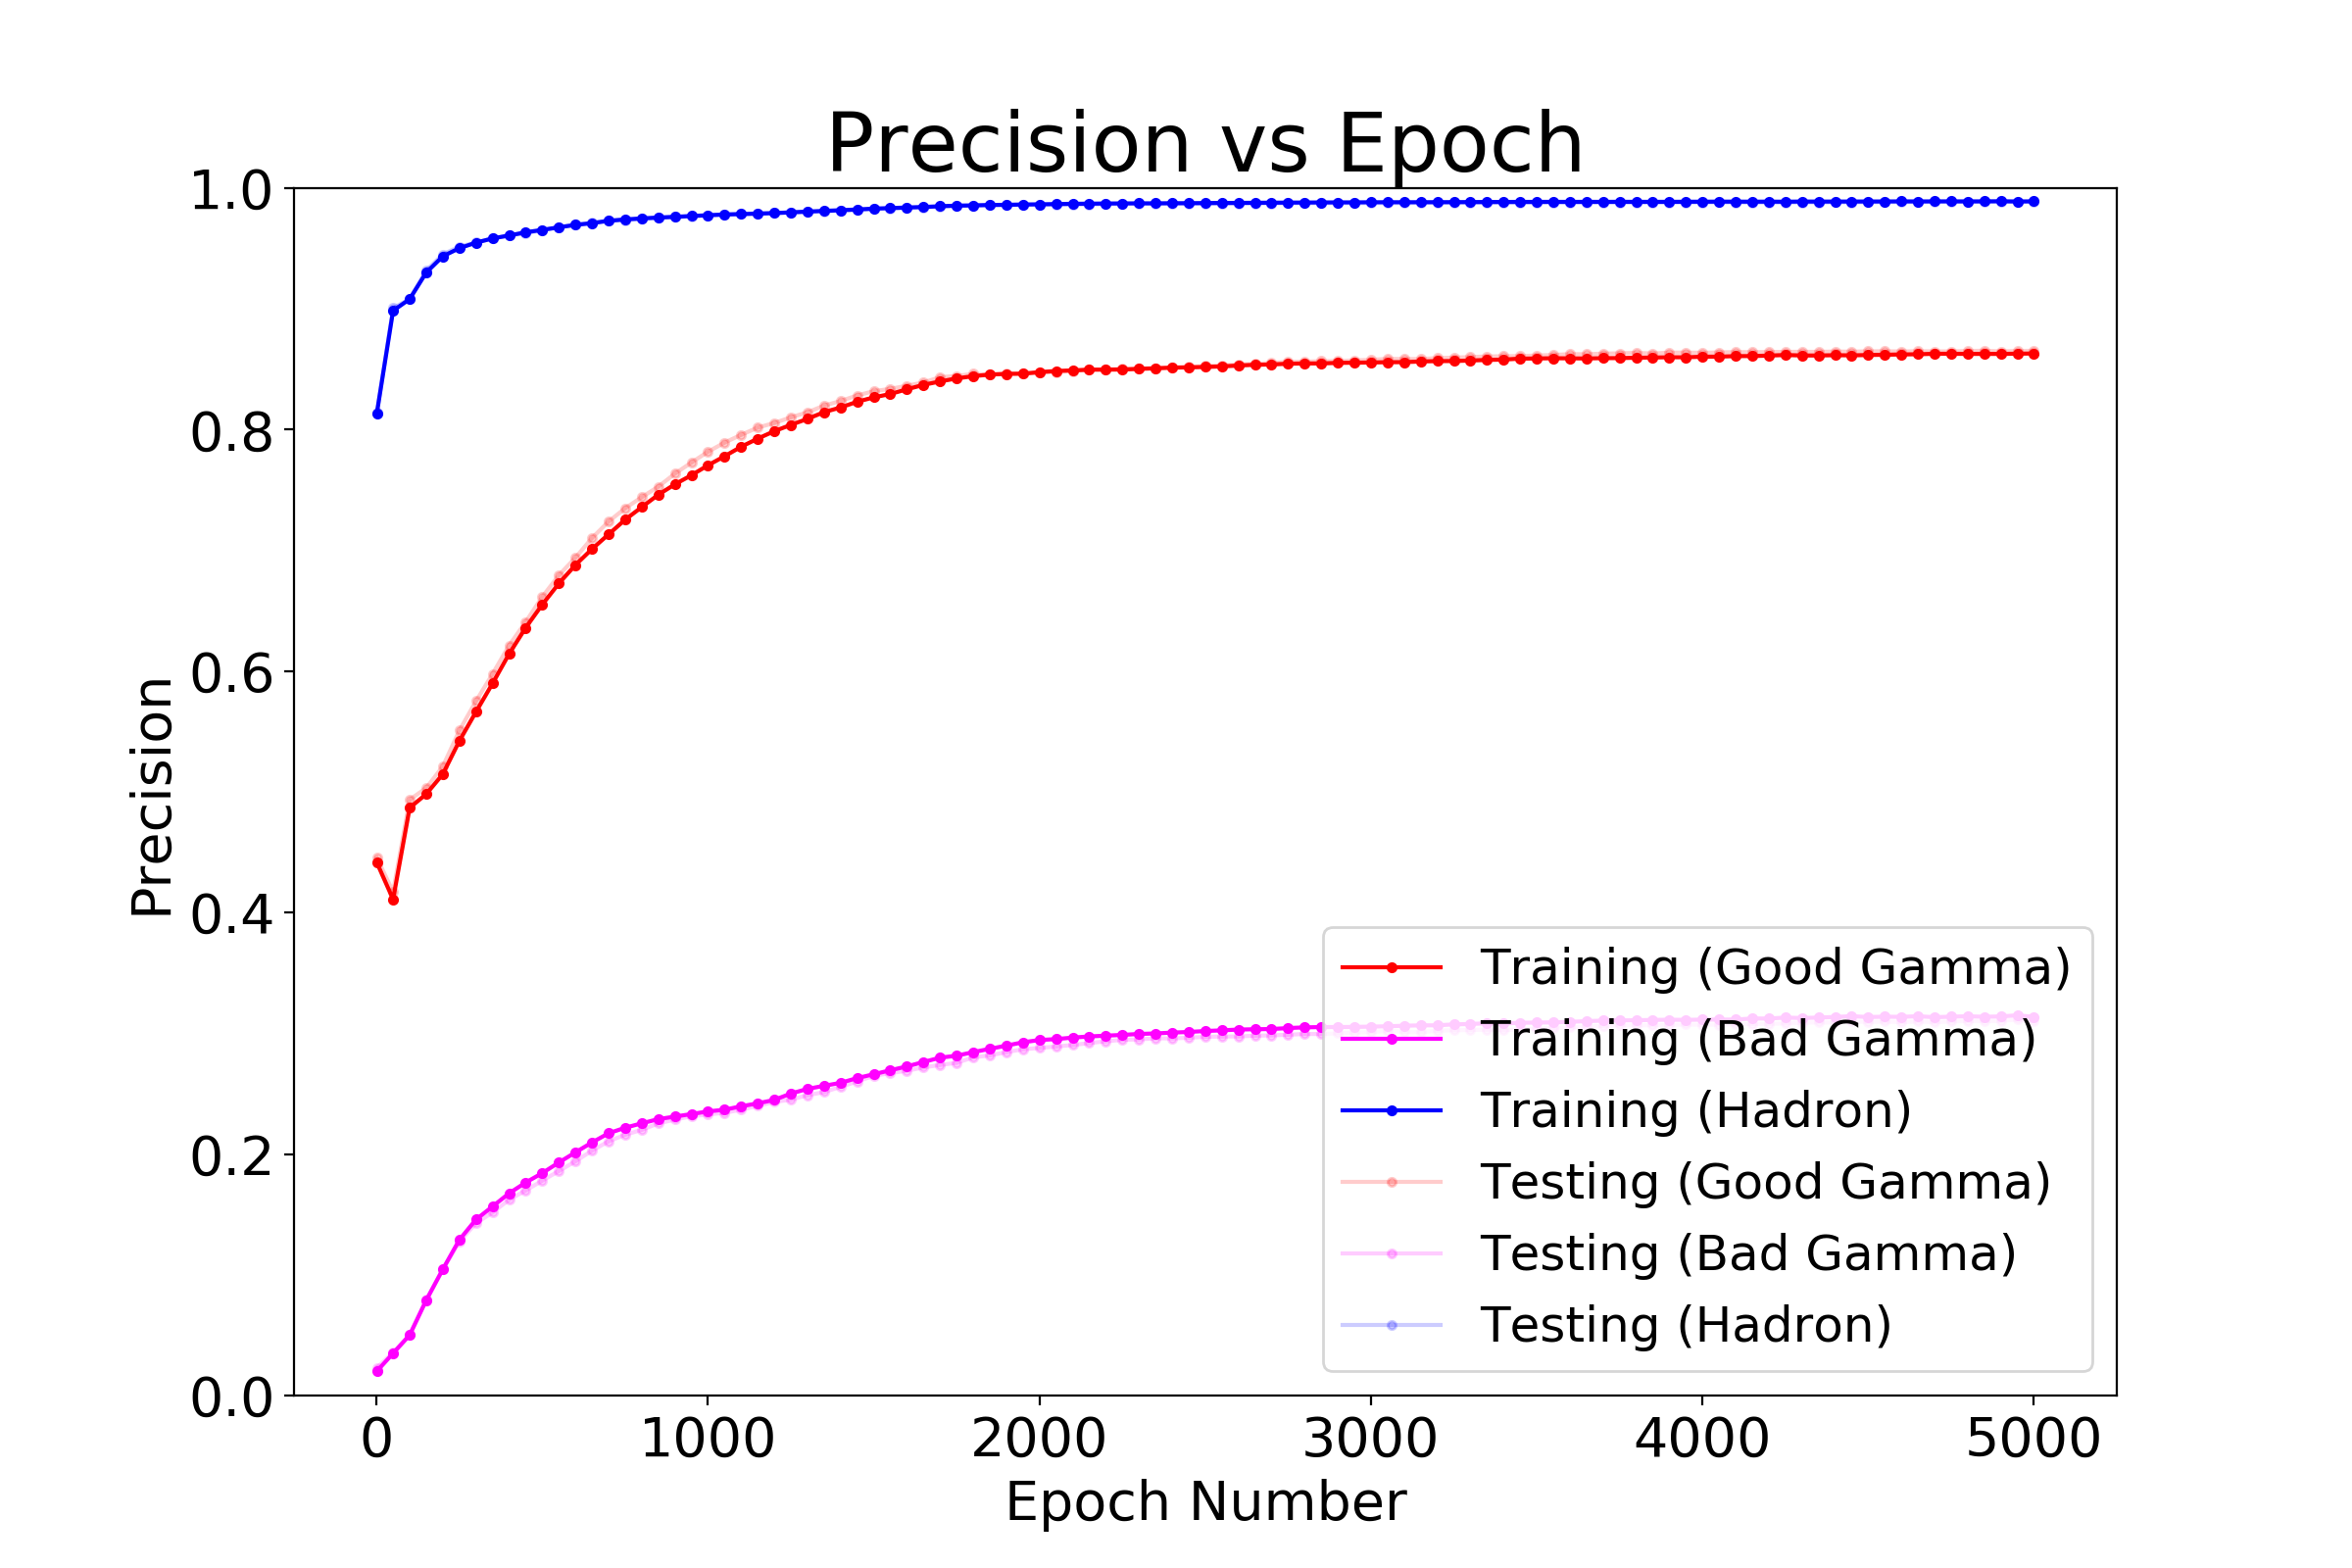 Precision vs Epoch
1.0
0.8
0.6
0.4
0.2
0.0
Precision
Training (Good Gamma)
Training (Bad Gamma)
Training (Hadron)
Testing (Good Gamma)
Testing (Bad Gamma)
Testing (Hadron)
0 1000 2000 3000 4000 5000
Epoch Number